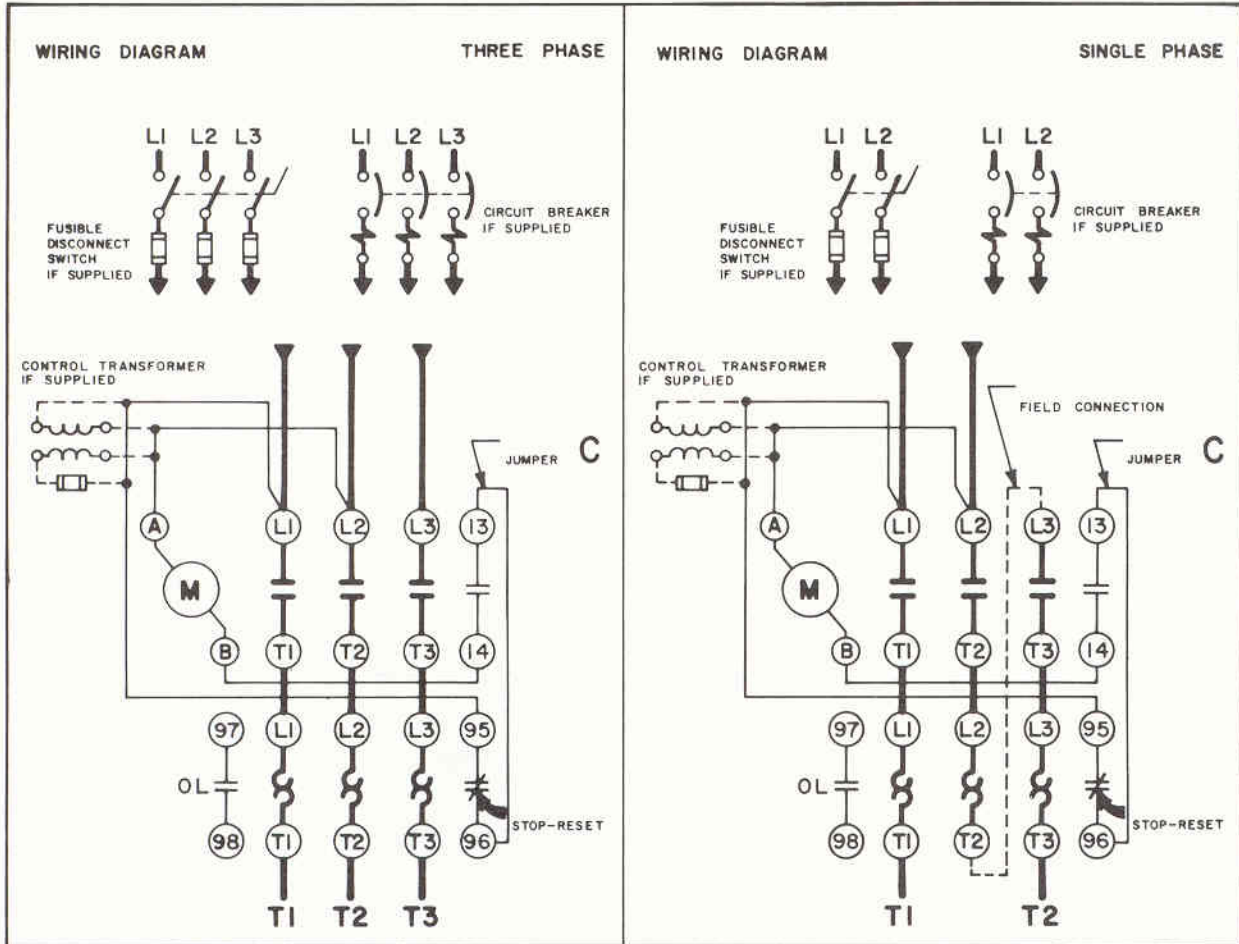 WIRING DIAGRAM THREE PHASE
L1 L2 L3 L1 L2 L3
FUSIBLE
DISCONNECT
SWITCH
IF SUPPLIED
CIRCUIT BREAKER
IF SUPPLIED
CONTROL TRANSFORMER
IF SUPPLIED
JUMPER C
A L1 L2 L3 13
M
B T1 T2 T3 14
97 L1 L2 L3 95
OL
STOP-RESET
98 T1 T2 T3 96
T1 T2 T3
WIRING DIAGRAM SINGLE PHASE
L1 L2 L1 L2
FUSIBLE
DISCONNECT
SWITCH
IF SUPPLIED
CIRCUIT BREAKER
IF SUPPLIED
CONTROL TRANSFORMER
IF SUPPLIED
FIELD CONNECTION
JUMPER C
A L1 L2 L3 13
M
B T1 T2 T3 14
97 L1 L2 L3 95
OL
STOP-RESET
98 T1 T2 T3 96
T1 T2